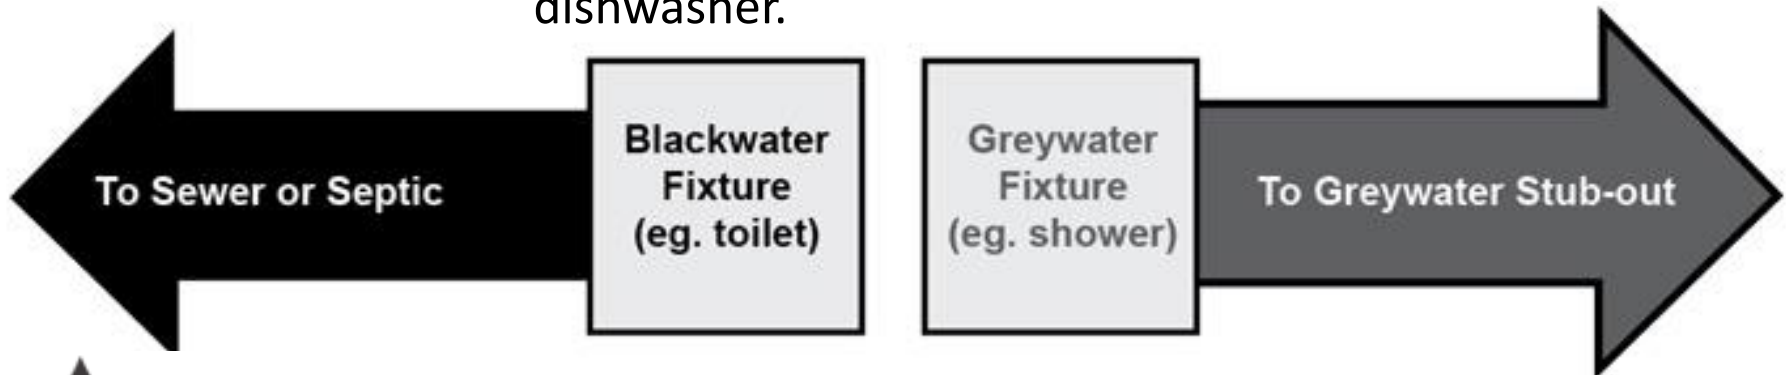 dishwasher.
To Sewer or Septic
Blackwater
Fixture
(eg. toilet)
Greywater
Fixture
(eg. shower)
To Greywater Stub-out